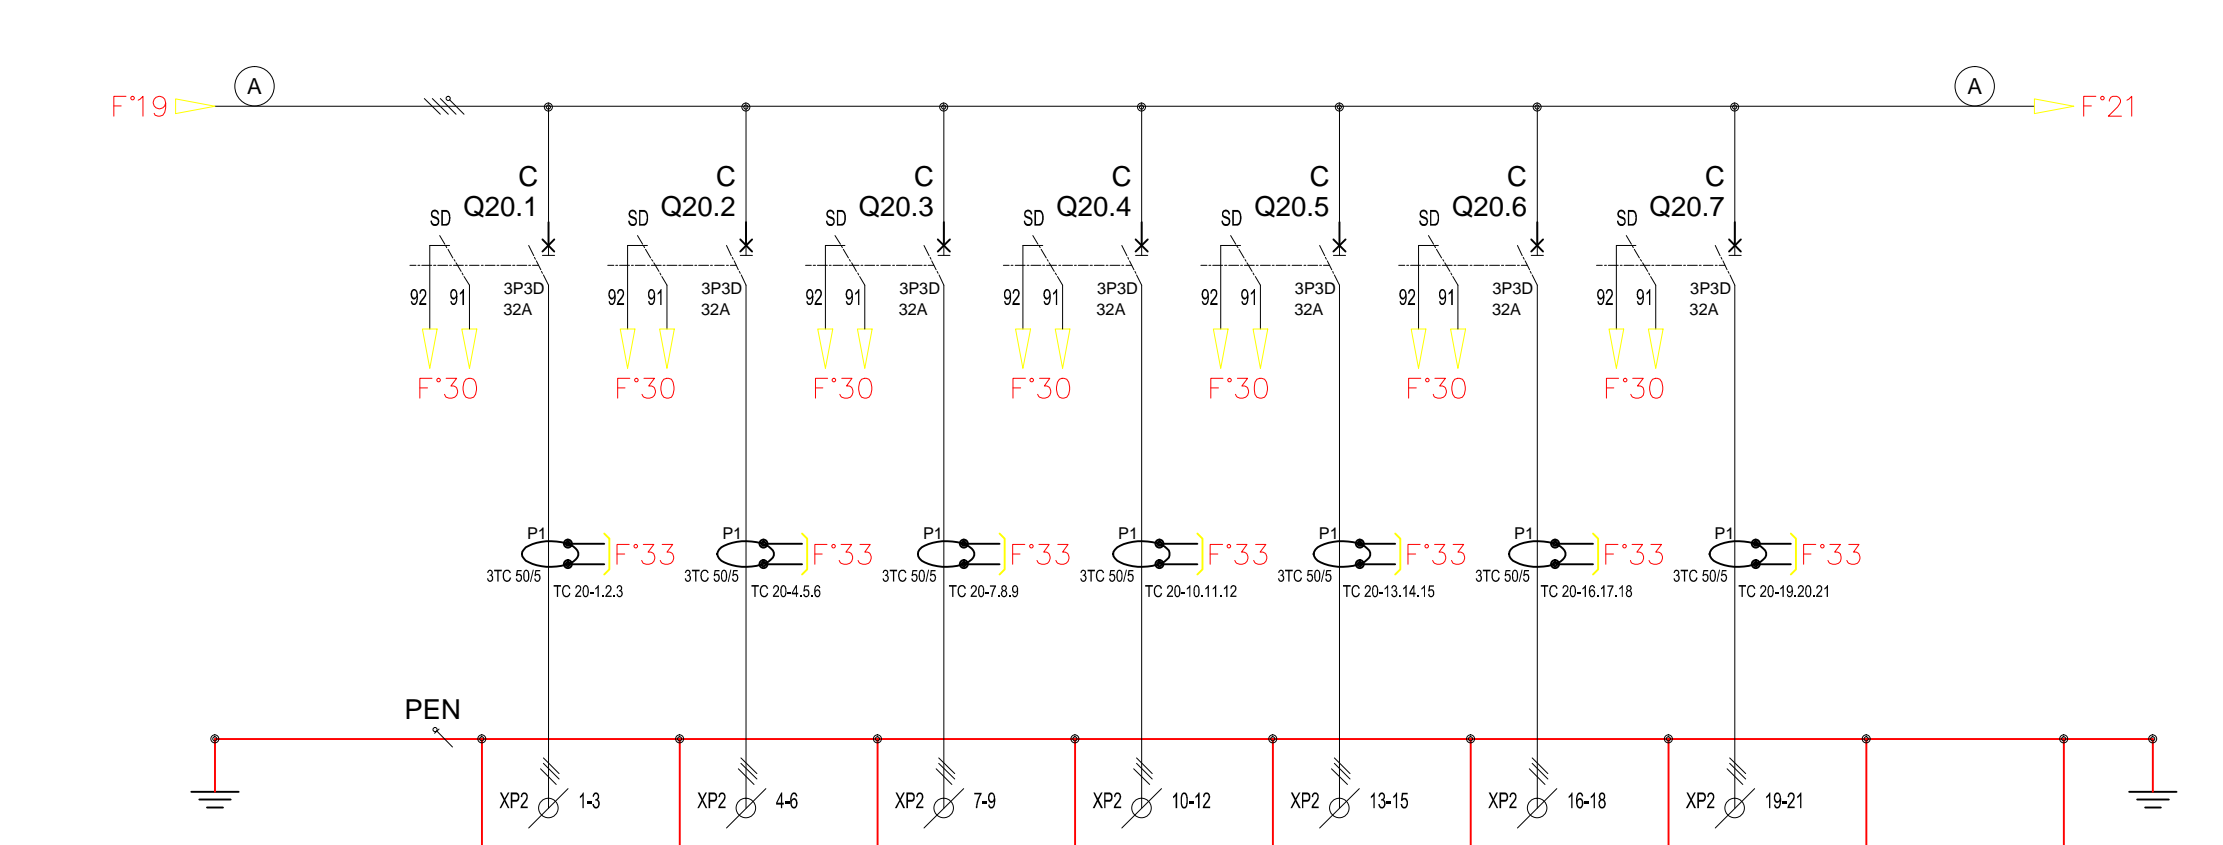 A A
F°19 F°21
C C C C C C C
Q20.1 Q20.2 Q20.3 Q20.4 Q20.5 Q20.6 Q20.7
SD SD SD SD SD SD SD
92 91 3P3D 92 91 3P3D 92 91 3P3D 92 91 3P3D 92 91 3P3D 92 91 3P3D 92 91 3P3D
32A 32A 32A 32A 32A 32A 32A
F°30 F°30 F°30 F°30 F°30 F°30 F°30
P1 P1 P1 P1 P1 P1 P1
F°33 F°33 F°33 F°33 F°33 F°33 F°33
3TC 50/5 3TC 50/5 3TC 50/5 3TC 50/5 3TC 50/5 3TC 50/5 3TC 50/5
TC 20-1.2.3 TC 20-4.5.6 TC 20-7.8.9 TC 20-10.11.12 TC 20-13.14.15 TC 20-16.17.18 TC 20-19.20.21
PEN
XP2 1-3 XP2 4-6 XP2 7-9 XP2 10-12 XP2 13-15 XP2 16-18 XP2 19-21